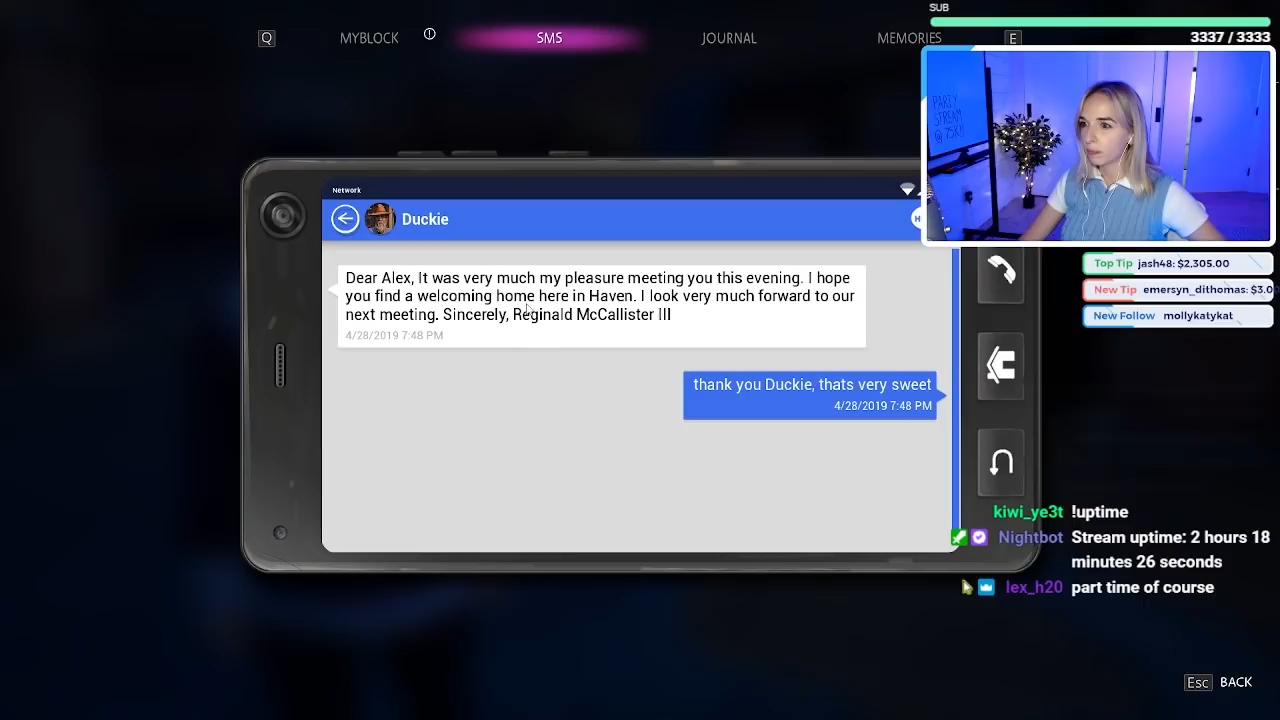 SUB
3337 / 3333
Q
MYBLOCK
SMS
JOURNAL
MEMORIES
E
PARTY
STREAM
@ 75K!!
Network
Duckie
Dear Alex, it was very much my pleasure meeting you this evening. I hope
you find a welcoming home here in Haven. I look very much forward to our
next meeting. Sincerely, Reginald McCallister III
4/28/2019 7:48 PM
thank you Duckie, thats very sweet
4/28/2019 7:48 PM
Top Tip jash48: $2,305.00
New Tip emersyn_dithomas: $3.0
New Follow mollykatykat
kiwi_ye3t !uptime
Nightbot Stream uptime: 2 hours 18
minutes 26 seconds
lex_h20 part time of course
Esc BACK